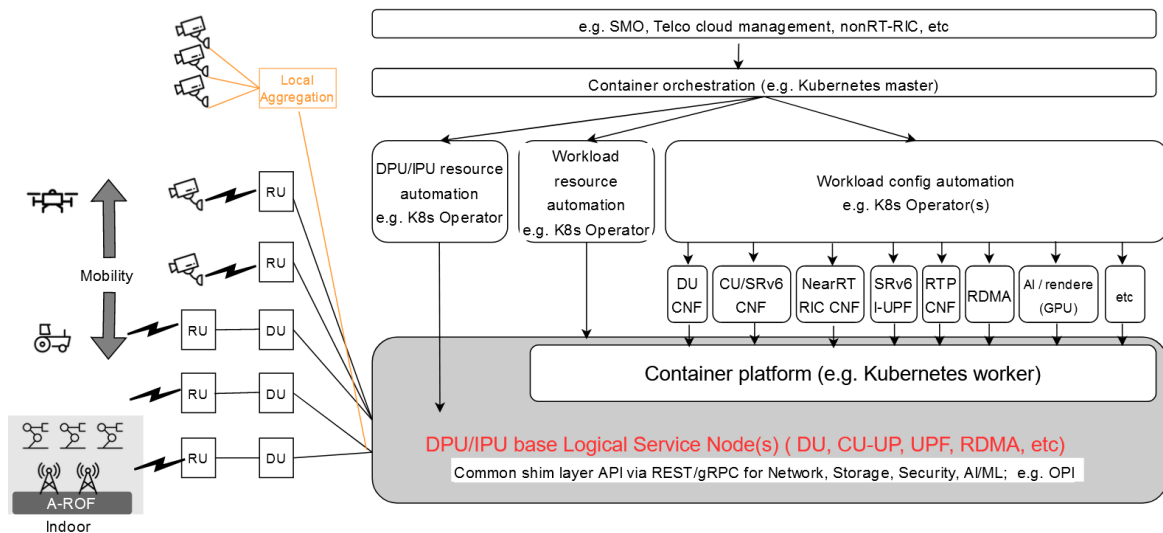 e.g. SMO, Telco cloud management, nonRT-RIC, etc
Container orchestration (e.g. Kubernetes master)
Local
Aggregation
DPU/IPU resource
automation
e.g. K8s Operator
Workload
resource
automation
e.g. K8s Operator
Workload config automation
e.g. K8s Operator(s)
RU
RU
Mobility
RU
DU
RU
DU
RU
DU
A-ROF
Indoor
DU
CNF
CU/SRv6
CNF
NearRT
RIC CNF
SRv6
I-UPF
RTP
CNF
RDMA
AI / rendere
(GPU)
etc
Container platform (e.g. Kubernetes worker)
DPU/IPU base Logical Service Node(s) ( DU, CU-UP, UPF, RDMA, etc)
Common shim layer API via REST/gRPC for Network, Storage, Security, AI/ML;  e.g. OPI